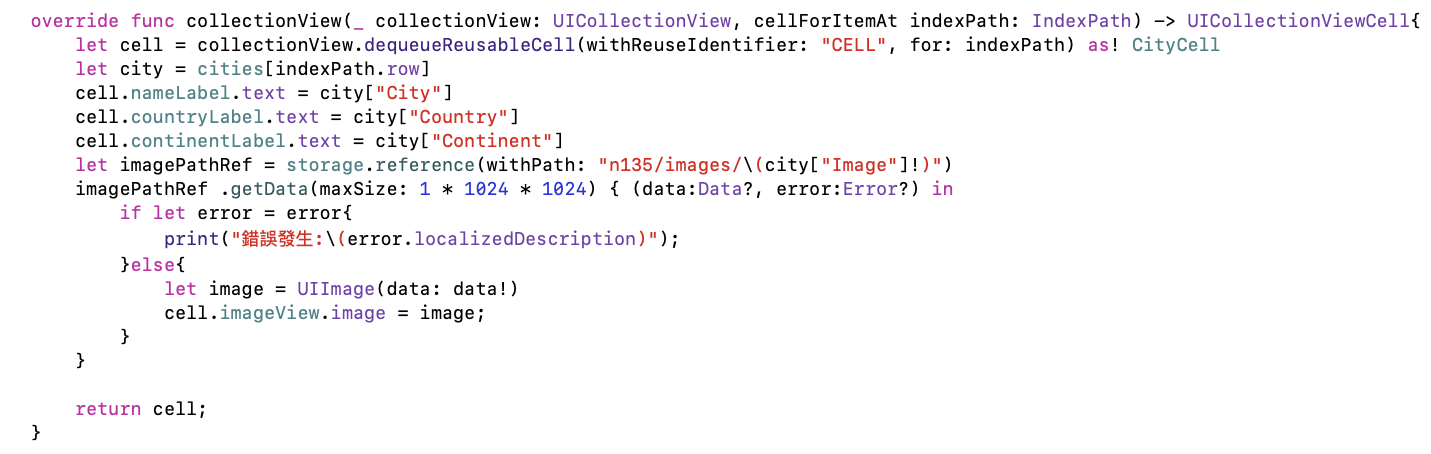 override func collectionView(_ collectionView: UICollectionView, cellForItemAt indexPath: IndexPath) -> UICollectionViewCell{
    let cell = collectionView.dequeueReusableCell(withReuseIdentifier: "CELL", for: indexPath) as! CityCell
    let city = cities[indexPath.row]
    cell.nameLabel.text = city["City"]
    cell.countryLabel.text = city["Country"]
    cell.continentLabel.text = city["Continent"]
    let imagePathRef = storage.reference(withPath: "n135/images/\(city["Image"]!)")
    imagePathRef .getData(maxSize: 1 * 1024 * 1024) { (data:Data?, error:Error?) in
        if let error = error{
            print("錯誤發生:\(error.localizedDescription)");
        }else{
            let image = UIImage(data: data!)
            cell.imageView.image = image;
        }
    }

    return cell;
}